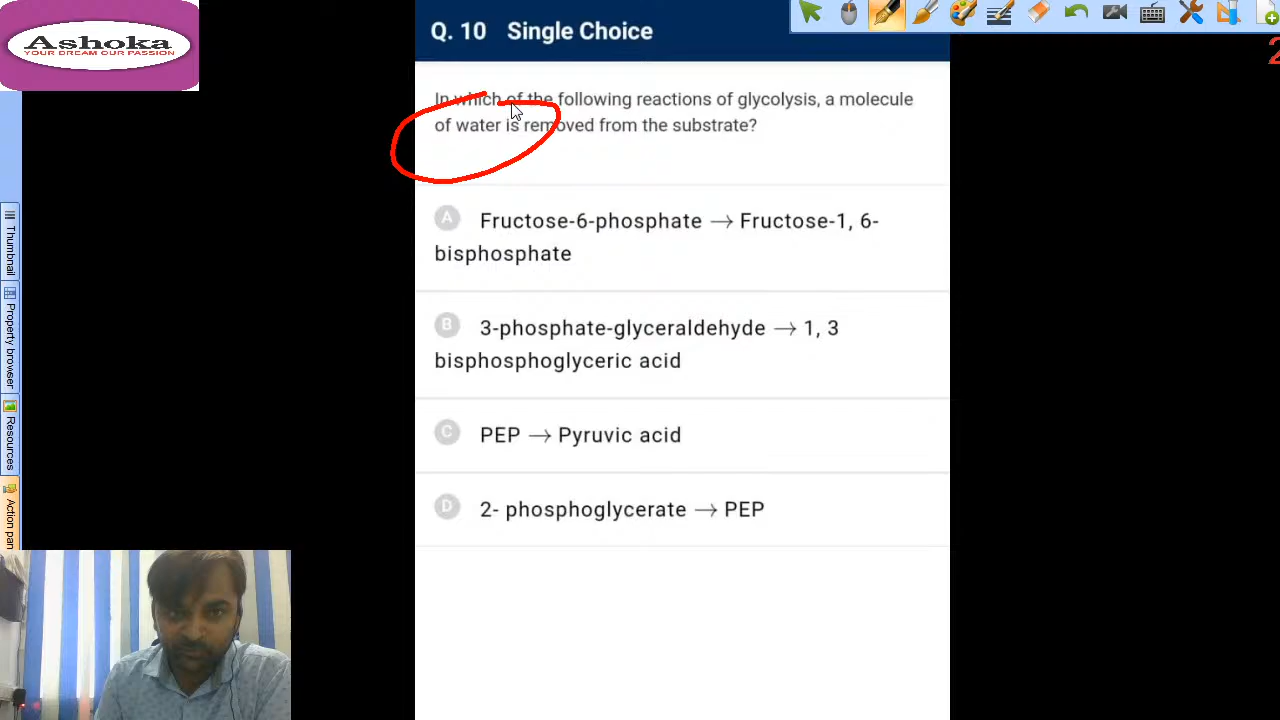 Ashoka
YOUR DREAM OUR PASSION
Q. 10 Single Choice
2
In which of the following reactions of glycolysis, a molecule
of water is removed from the substrate?
A Fructose-6-phosphate → Fructose-1, 6-
bisphosphate
B 3-phosphate-glyceraldehyde → 1, 3
bisphosphoglyceric acid
C PEP → Pyruvic acid
D 2- phosphoglycerate → PEP
Thumbnail
Property browser
Resources
Action pan